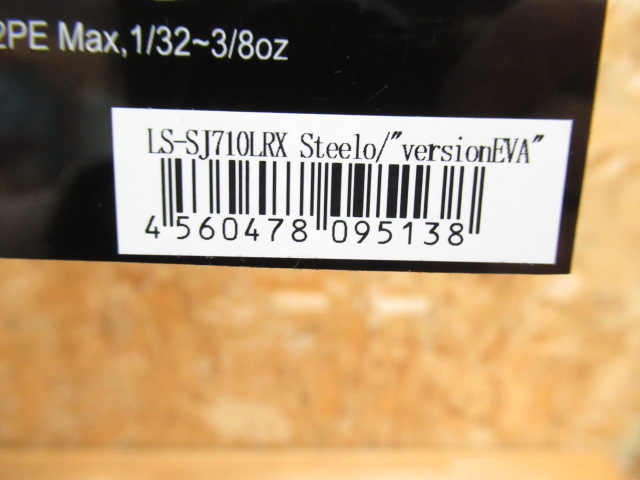 2PE Max,1/32~3/8oz
LS-SJ710LRX Steelo/"versionEVA"
4 560478 095138